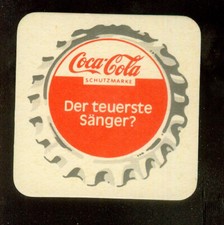 Coca-Cola
SCHUTZMARKE
Der teuerste
Sänger?